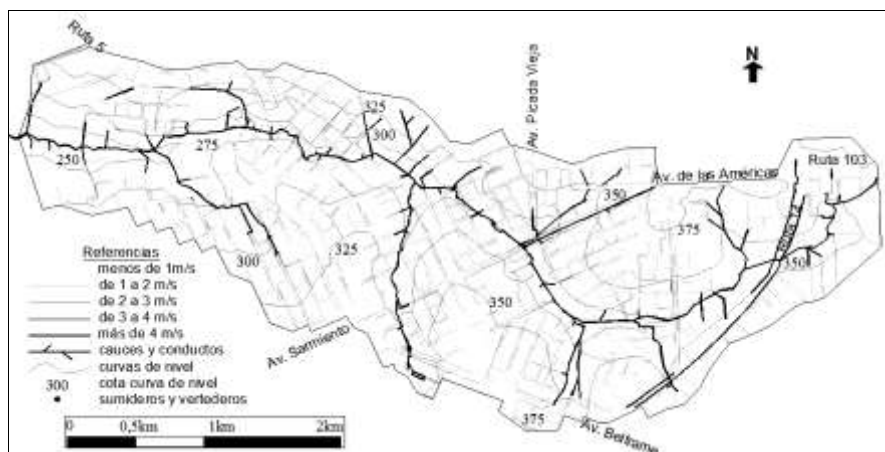 Ruta 5
Av. Picada Vieja
N
325
300
275
250
Av. de las Américas
Ruta 103
350
375
Ruta 12
350
325
300
350
Av. Sarmiento
375
Av. Beltrame
Referencias
menos de 1m/s
de 1 a 2 m/s
de 2 a 3 m/s
de 3 a 4 m/s
más de 4 m/s
cauces y conductos
curvas de nivel
300 cota curva de nivel
sumideros y vertederos
0 0,5km 1km 2km